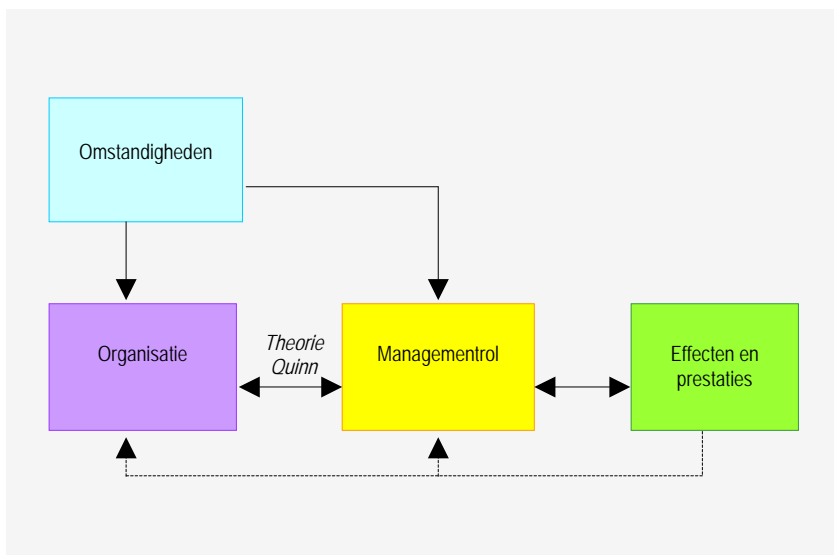 Omstandigheden
Organisatie
Theorie
Quinn
Managementrol
Effecten en
prestaties